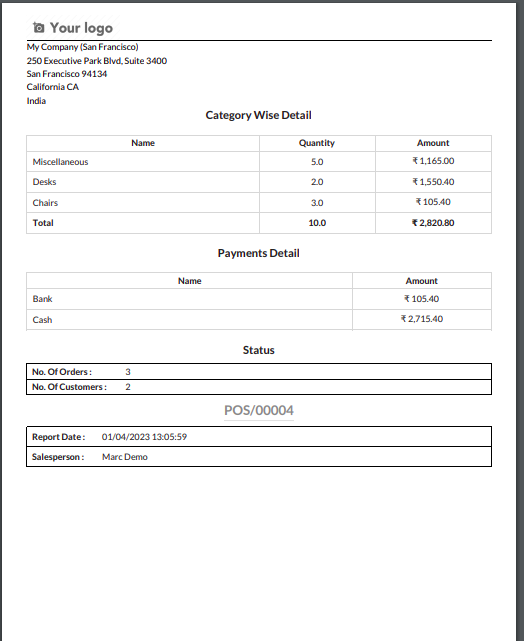 Your logo
My Company (San Francisco)
250 Executive Park Blvd, Suite 3400
San Francisco 94134
California CA
India
Category Wise Detail
Name Quantity Amount
Miscellaneous 5.0 ₹ 1,165.00
Desks 2.0 ₹ 1,550.40
Chairs 3.0 ₹ 105.40
Total 10.0 ₹ 2,820.80
Payments Detail
Name Amount
Bank ₹ 105.40
Cash ₹ 2,715.40
Status
No. Of Orders : 3
No. Of Customers : 2
POS/00004
Report Date : 01/04/2023 13:05:59
Salesperson : Marc Demo